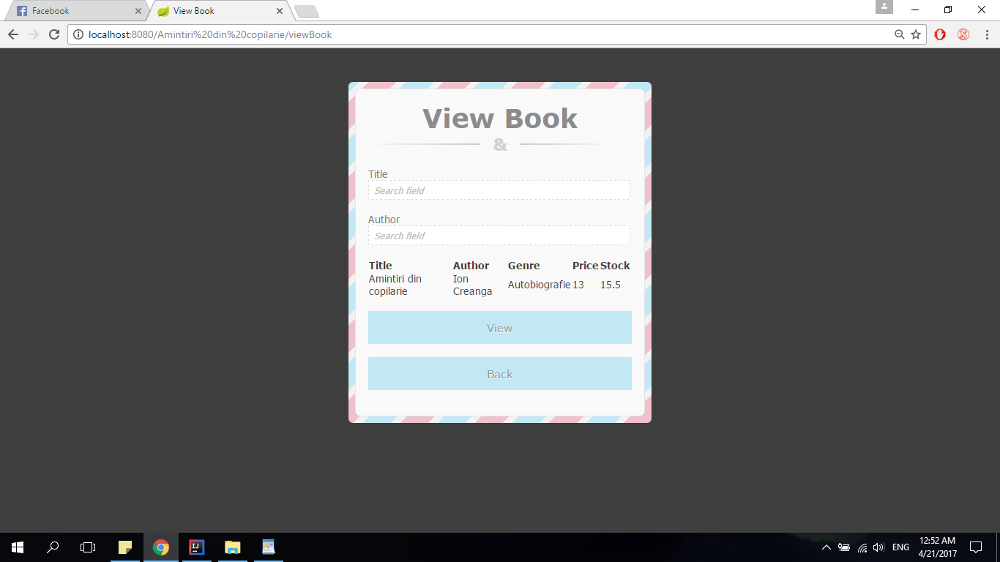 Facebook
View Book
localhost:8080/Amintiri%20din%20copilarie/viewBook
View Book
&
Title
Search field
Author
Search field
Title Author Genre Price Stock
Amintiri din copilarie Ion Creanga Autobiografie 13 15.5
View
Back
ENG
12:52 AM
4/21/2017